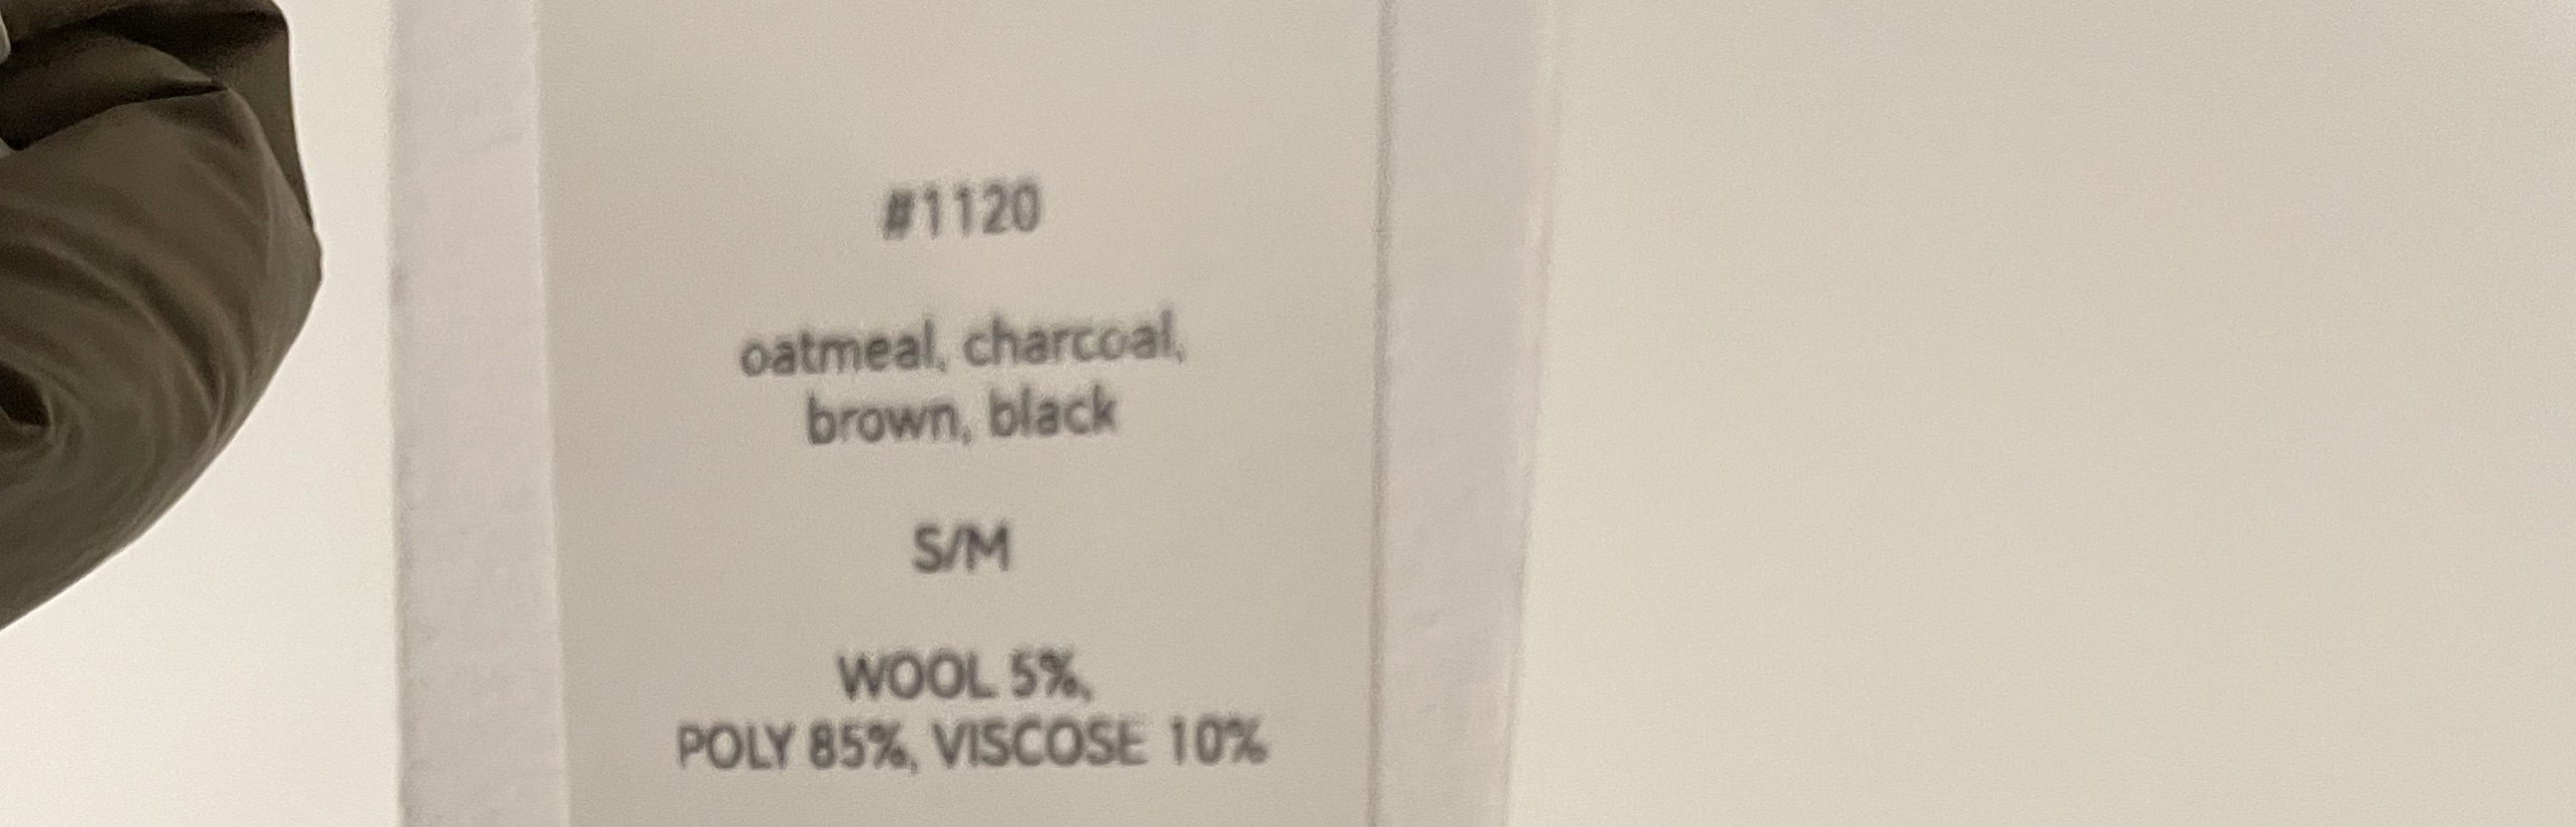 #1120
oatmeal, charcoal,
brown, black
S/M
WOOL 5%,
POLY 85%, VISCOSE 10%